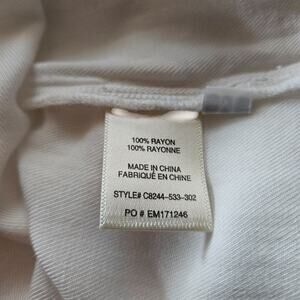 100% RAYON
100% RAYONNE
MADE IN CHINA
FABRIQUÉ EN CHINE
STYLE# C8244-533-302
PO # EM171246